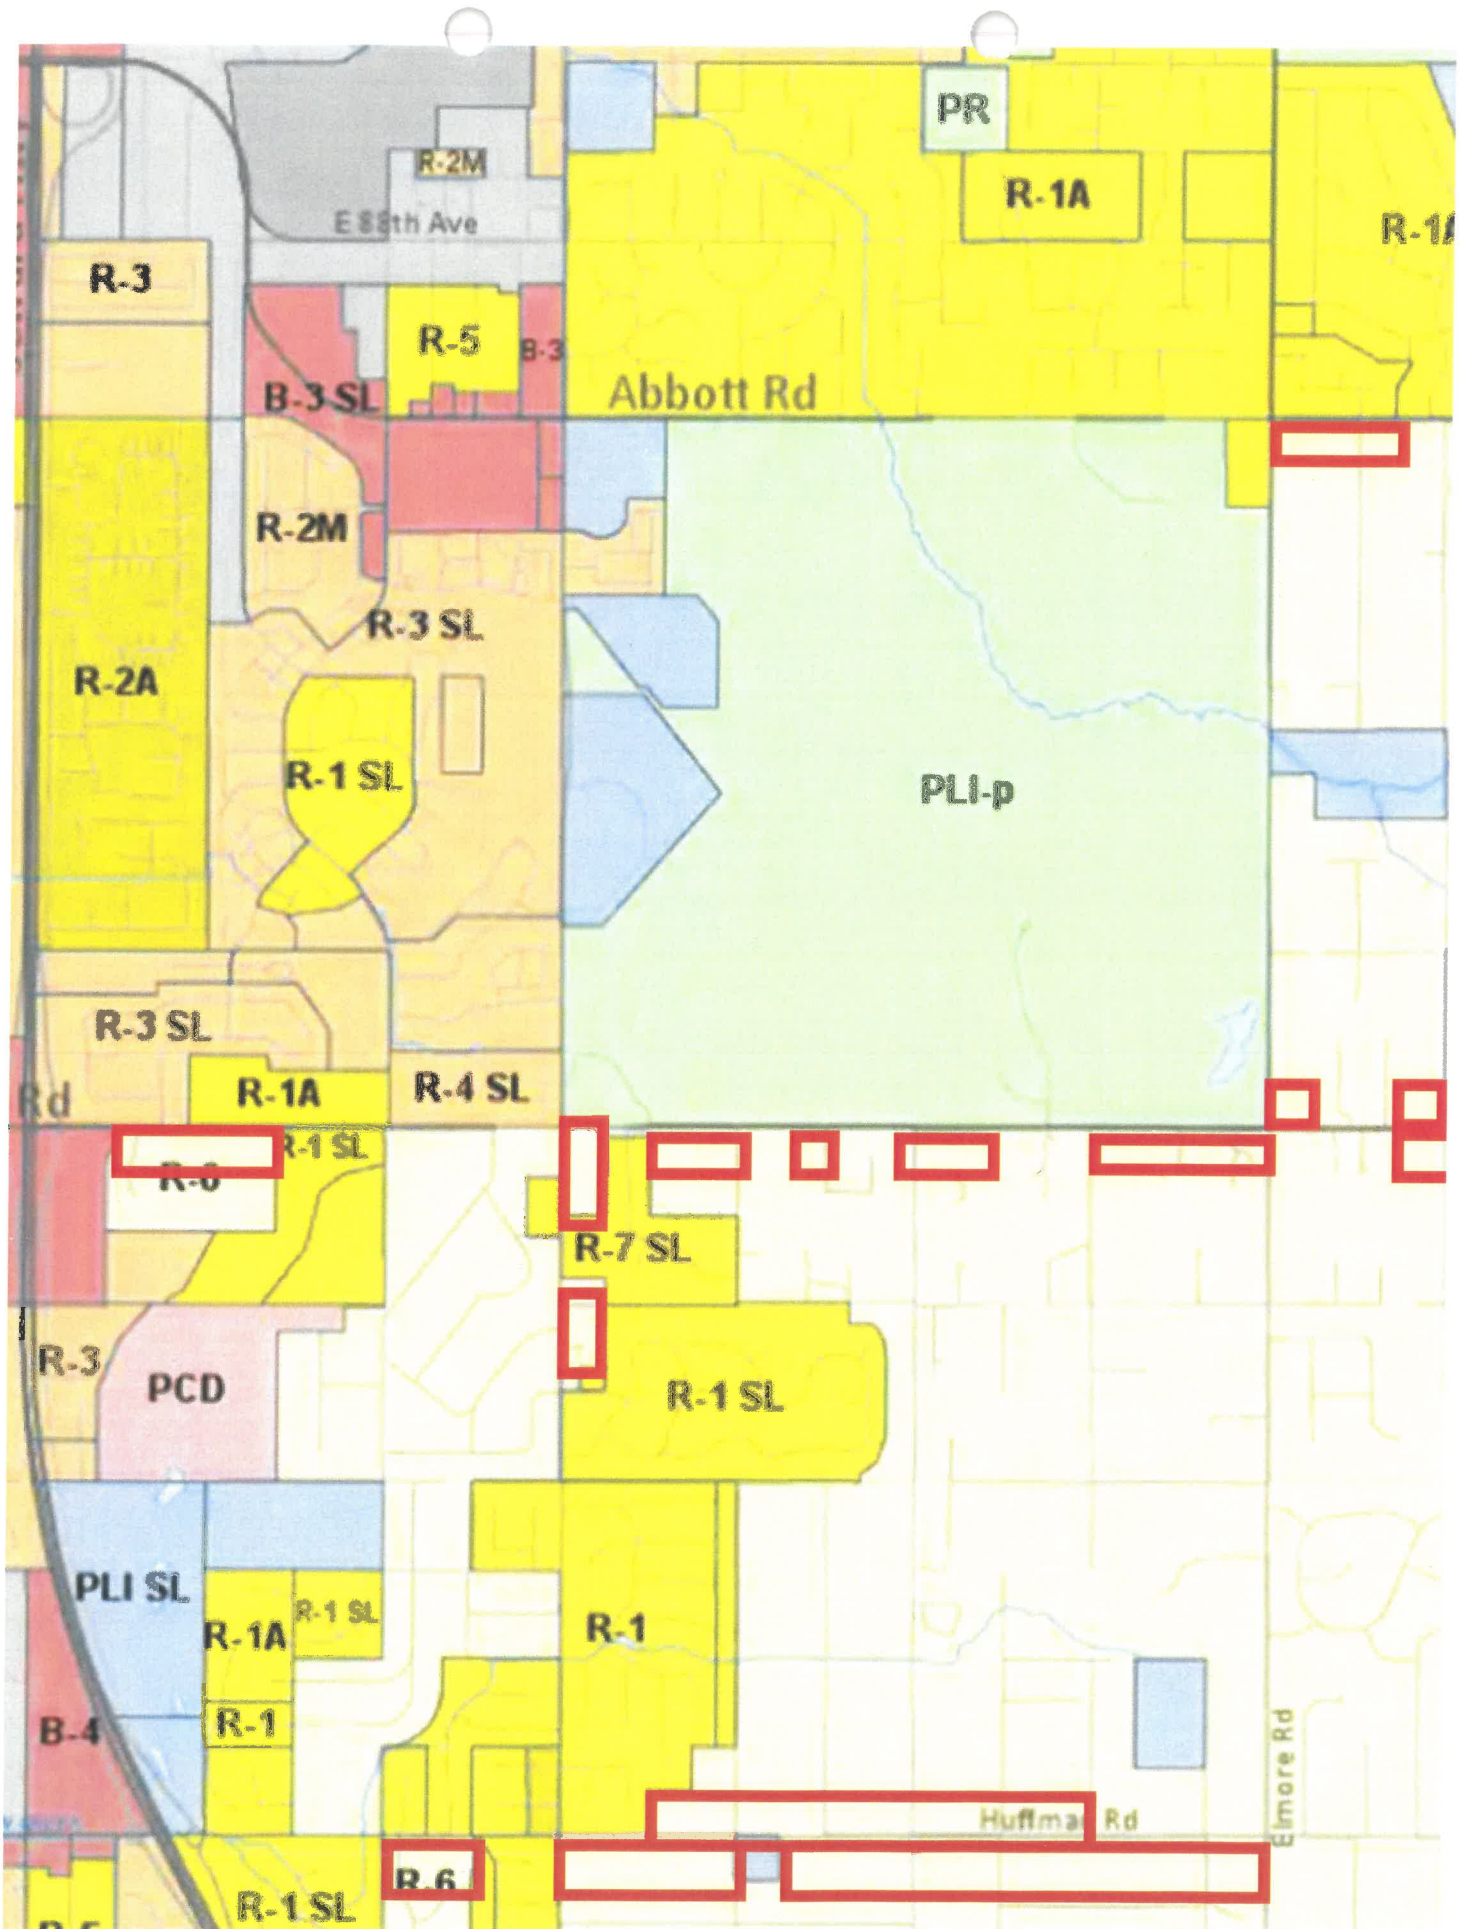 PR
R-2M
R-1A
E 88th Ave
R-1A
R-3
R-5
B-3
B-3 SL
Abbott Rd
R-2M
R-3 SL
R-2A
R-1 SL
PLI-p
R-3 SL
R-1A
R-4 SL
Rd
R-1 SL
R-6
R-7 SL
R-3
PCD
R-1 SL
PLI SL
R-1 SL
R-1A
R-1
R-1
B-4
Elmore Rd
Huffman Rd
R-6
R-1 SL